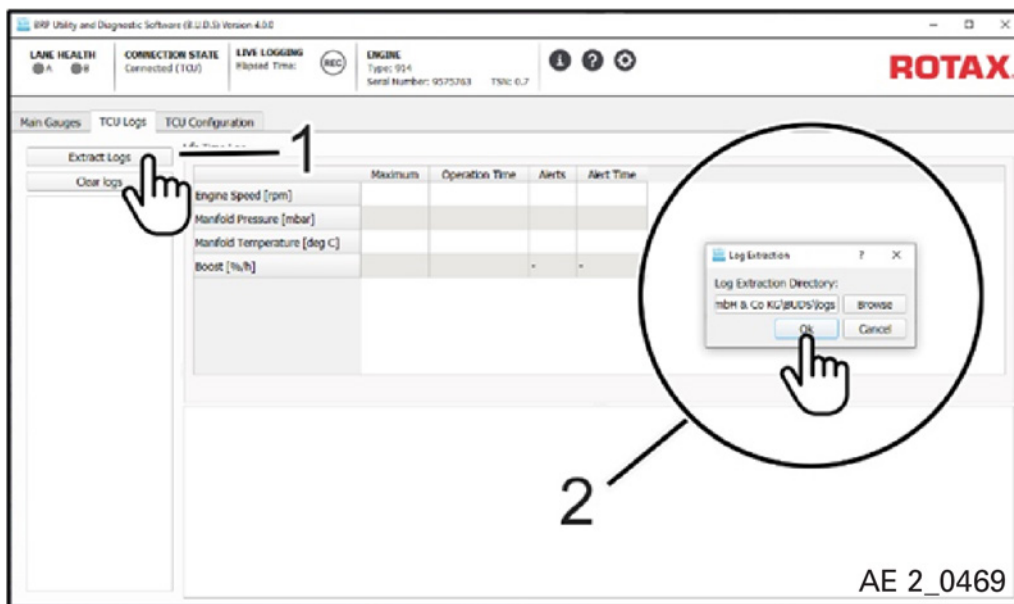 BRP Utility and Diagnostic Software (B.U.D.S) Version 4.0.0
LANE HEALTH
A B
CONNECTION STATE
Connected (TCU)
LIVE LOGGING
Elapsed Time:
REC
ENGINE
Type: 914
Serial Number: 9575263 TSN: 0.7
ROTAX
Main Gauges TCU Logs TCU Configuration
Extract Logs
Clear logs
1
Maximum Operation Time Alerts Alert Time
Engine Speed [rpm]
Manifold Pressure [mbar]
Manifold Temperature [deg C]
Boost [%/h] - -
Log Extraction ? X
Log Extraction Directory:
mbH & Co KG\BUDS\logs Browse
Ok Cancel
2
AE 2_0469